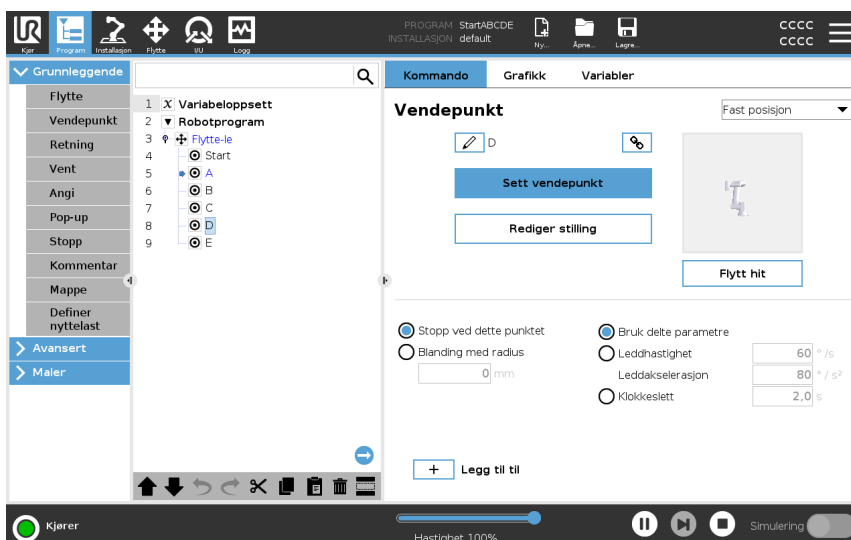 UR
Kjør
Program
Installasjon
Flytte
I/U
Logg
PROGRAM StartABCDE
INSTALLASJON default
Ny...
Åpne...
Lagre...
CCCC
CCCC
Grunnleggende
Flytte
Vendepunkt
Retning
Vent
Angi
Pop-up
Stopp
Kommentar
Mappe
Definer
nyttelast
Avansert
Maler
1 X Variabeloppsett
2 Robotprogram
3 Flytte-le
4 Start
5 A
6 B
7 C
8 D
9 E
Kommando Grafikk Variabler
Vendepunkt
Fast posisjon
D
Sett vendepunkt
Rediger stilling
Flytt hit
Stopp ved dette punktet
Blanding med radius
0 mm
Bruk delte parametre
Leddhastighet 60 °/s
Leddakselerasjon 80 °/s²
Klokkeslett 2,0 s
+ Legg til til
Kjører
Hastighet 100%
Simulering